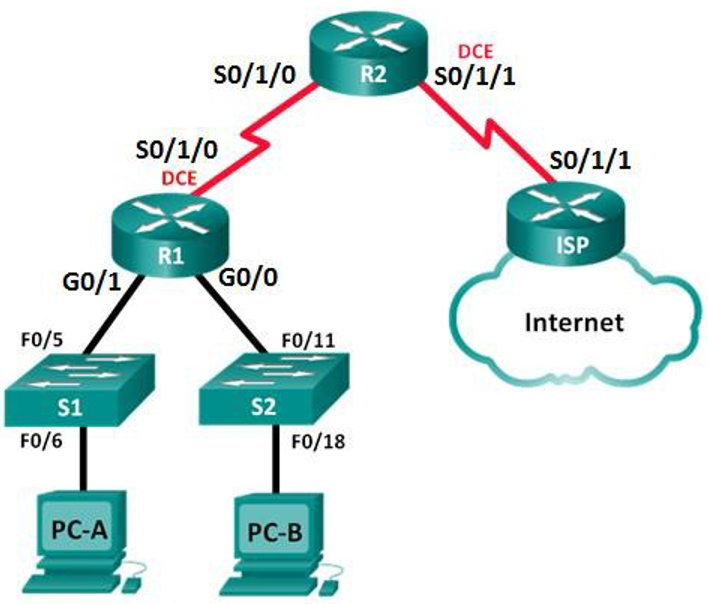 R2
DCE
S0/1/0
S0/1/1
S0/1/0
DCE
S0/1/1
R1
ISP
G0/1
G0/0
Internet
F0/5
F0/11
S1
S2
F0/6
F0/18
PC-A
PC-B